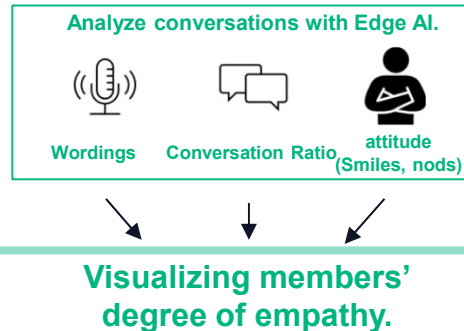 Analyze conversations with Edge AI.
Wordings
Conversation Ratio
attitude
(Smiles, nods)
Visualizing members’
degree of empathy.